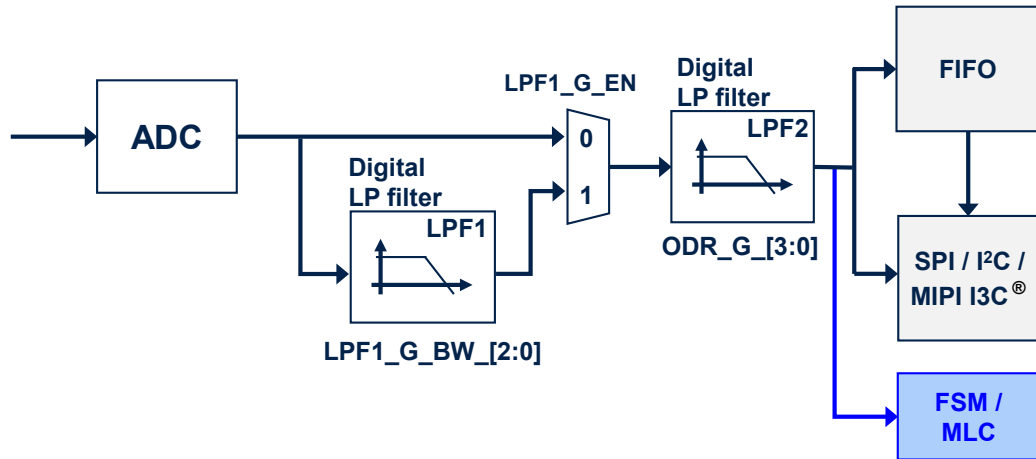 ADC
Digital
LP filter
LPF1
LPF1_G_BW_[2:0]
LPF1_G_EN
0
1
Digital
LP filter
LPF2
ODR_G_[3:0]
FIFO
SPI / I²C /
MIPI I3C ®
FSM /
MLC